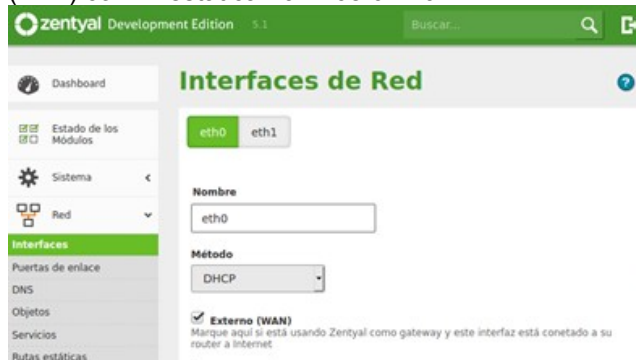 zentyal Development Edition 5.1 Buscar...
Interfaces de Red
Dashboard
eth0 eth1
Estado de los
Módulos
Sistema
Nombre
Red
eth0
Interfaces
Método
Puertas de enlace
DHCP
DNS
Objetos
Externo (WAN)
Servicios
Marque aquí si está usando Zentyal como gateway y este interfaz está conetado a su
router a Internet
Rutas estáticas